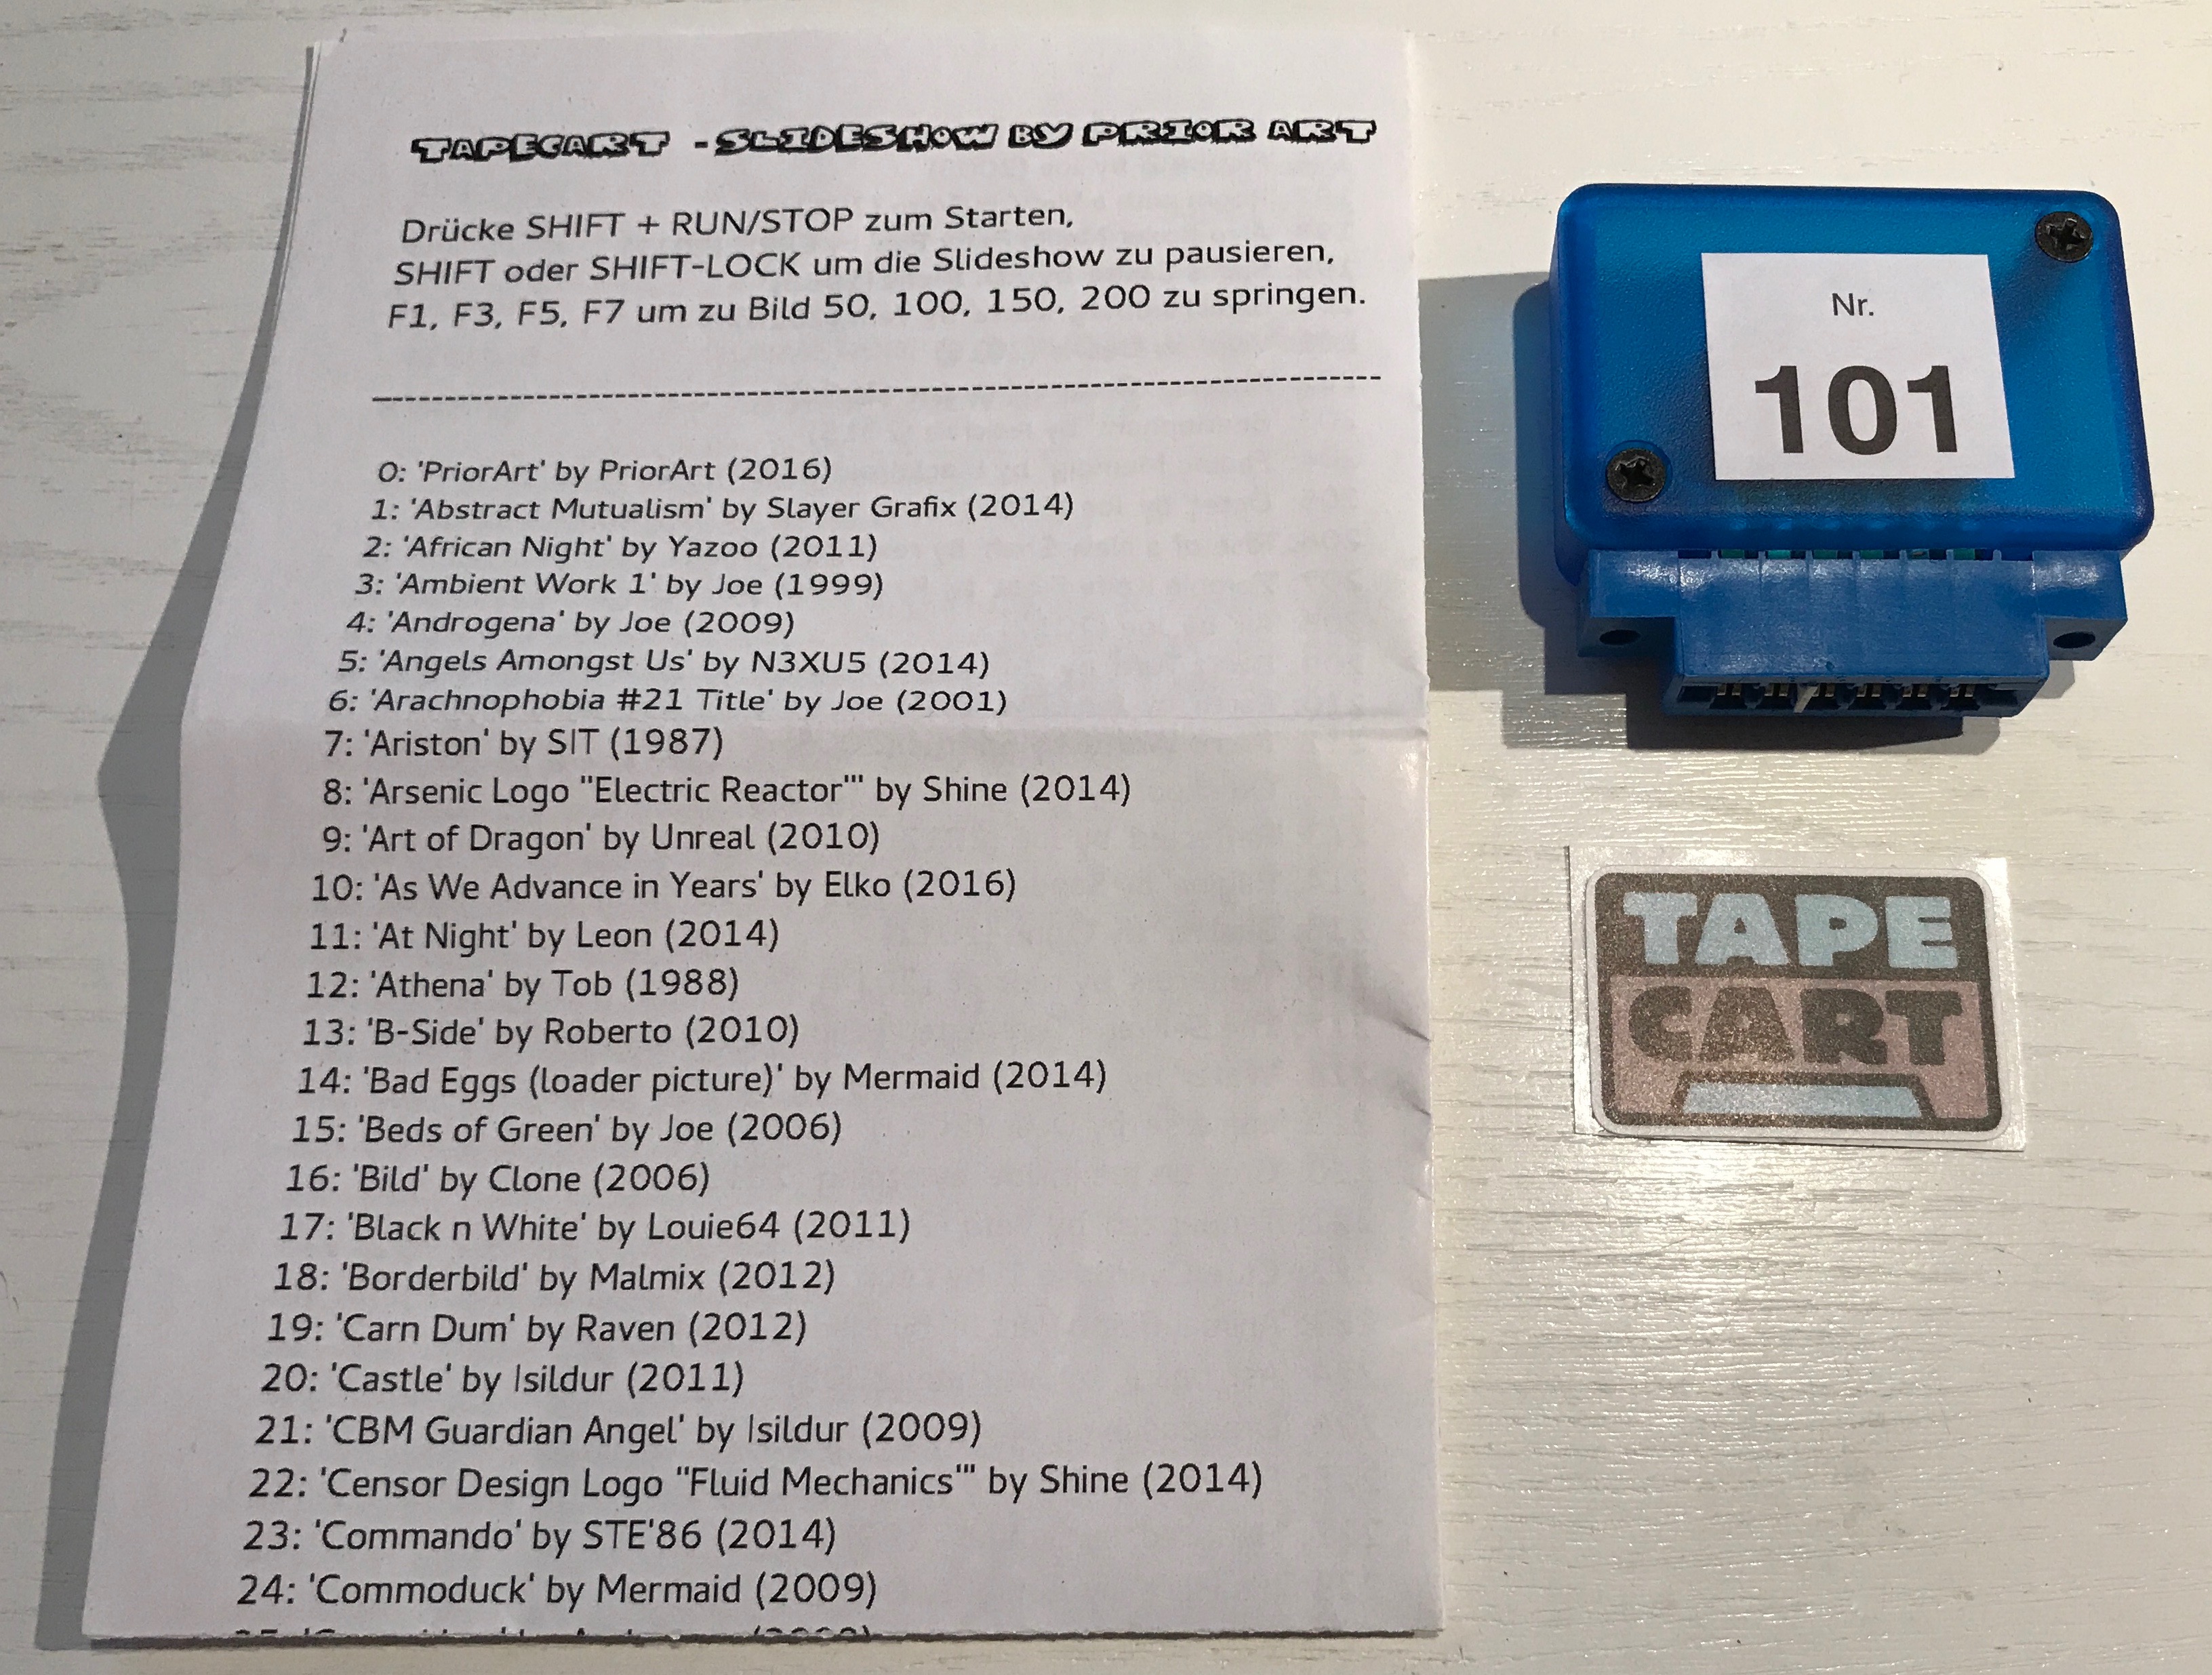 TAPECART - SLIDESHOW BY PRIOR ART
Drücke SHIFT + RUN/STOP zum Starten,
SHIFT oder SHIFT-LOCK um die Slideshow zu pausieren,
F1, F3, F5, F7 um zu Bild 50, 100, 150, 200 zu springen.
0: 'PriorArt' by PriorArt (2016)
1: 'Abstract Mutualism' by Slayer Grafix (2014)
2: 'African Night' by Yazoo (2011)
3: 'Ambient Work 1' by Joe (1999)
4: 'Androgena' by Joe (2009)
5: 'Angels Amongst Us' by N3XU5 (2014)
6: 'Arachnophobia #21 Title' by Joe (2001)
7: 'Ariston' by SIT (1987)
8: 'Arsenic Logo "Electric Reactor"' by Shine (2014)
9: 'Art of Dragon' by Unreal (2010)
10: 'As We Advance in Years' by Elko (2016)
11: 'At Night' by Leon (2014)
12: 'Athena' by Tob (1988)
13: 'B-Side' by Roberto (2010)
14: 'Bad Eggs (loader picture)' by Mermaid (2014)
15: 'Beds of Green' by Joe (2006)
16: 'Bild' by Clone (2006)
17: 'Black n White' by Louie64 (2011)
18: 'Borderbild' by Malmix (2012)
19: 'Carn Dum' by Raven (2012)
20: 'Castle' by Isildur (2011)
21: 'CBM Guardian Angel' by Isildur (2009)
22: 'Censor Design Logo "Fluid Mechanics"' by Shine (2014)
23: 'Commando' by STE'86 (2014)
24: 'Commoduck' by Mermaid (2009)
Nr.
101
TAPE
CART